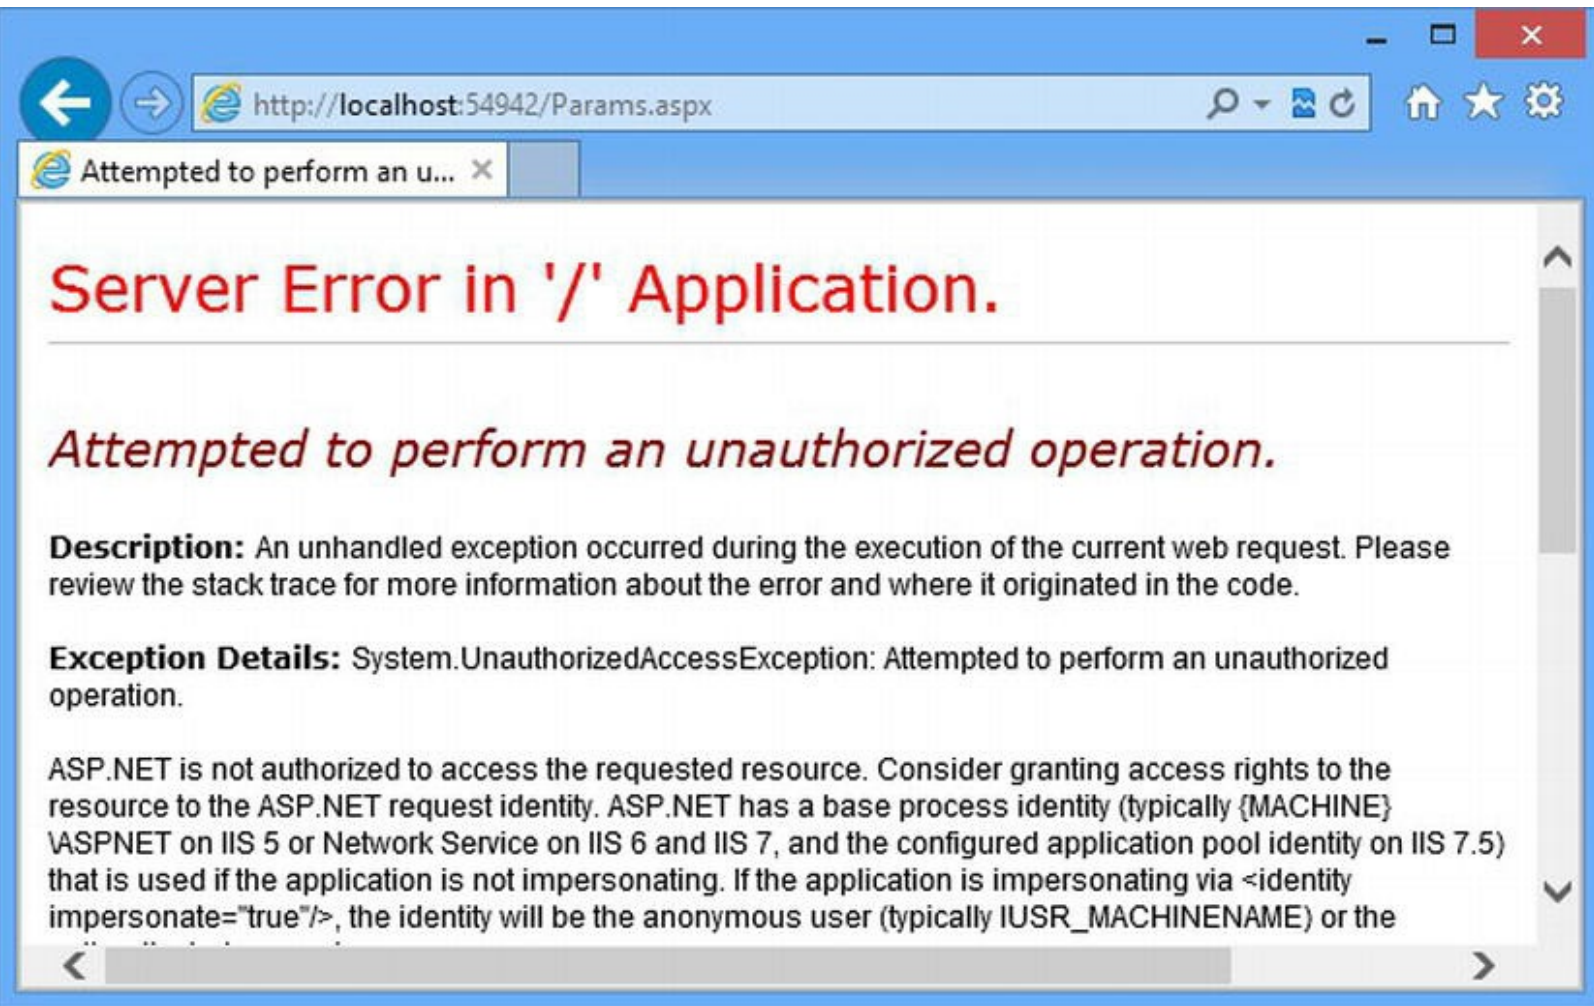 http://localhost:54942/Params.aspx
Attempted to perform an u...
Server Error in '/' Application.
Attempted to perform an unauthorized operation.
Description: An unhandled exception occurred during the execution of the current web request. Please
review the stack trace for more information about the error and where it originated in the code.
Exception Details: System.UnauthorizedAccessException: Attempted to perform an unauthorized
operation.
ASP.NET is not authorized to access the requested resource. Consider granting access rights to the
resource to the ASP.NET request identity. ASP.NET has a base process identity (typically {MACHINE}
\ASPNET on IIS 5 or Network Service on IIS 6 and IIS 7, and the configured application pool identity on IIS 7.5)
that is used if the application is not impersonating. If the application is impersonating via <identity
impersonate="true"/>, the identity will be the anonymous user (typically IUSR_MACHINENAME) or the